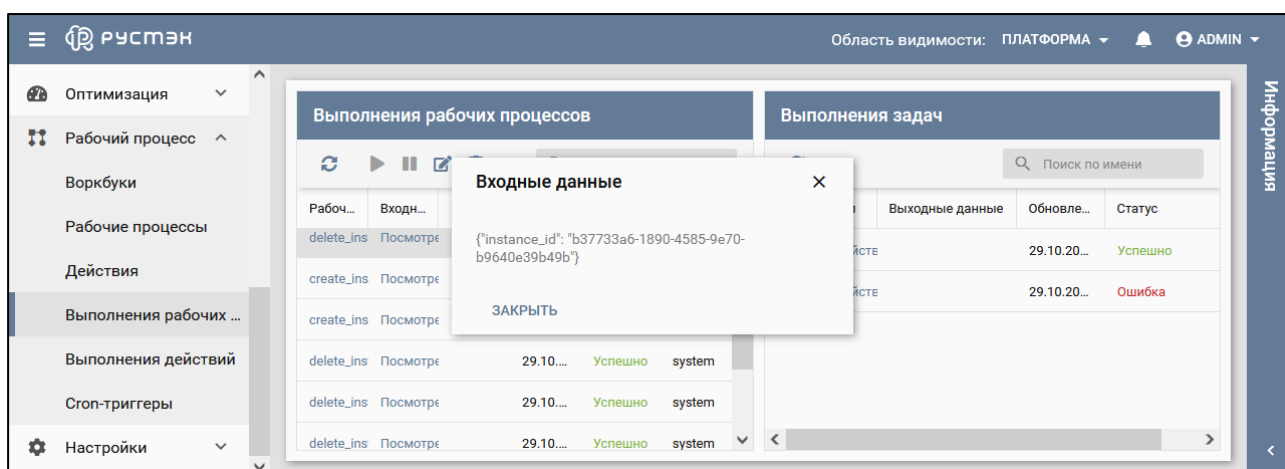 РУСТЭК
Область видимости: ПЛАТФОРМА
ADMIN
Оптимизация
Рабочий процесс
Воркбуки
Рабочие процессы
Действия
Выполнения рабочих ...
Выполнения действий
Cron-триггеры
Настройки
Выполнения рабочих процессов
Рабоч... Входн...
delete_ins Посмотре
create_ins Посмотре
create_ins Посмотре
delete_ins Посмотре 29.10.... Успешно system
delete_ins Посмотре 29.10.... Успешно system
delete_ins Посмотре 29.10.... Успешно system
Входные данные
{"instance_id": "b37733a6-1890-4585-9e70-
b9640e39b49b"}
ЗАКРЫТЬ
Выполнения задач
Поиск по имени
Выходные данные Обновле... Статус
29.10.20... Успешно
29.10.20... Ошибка
Информация